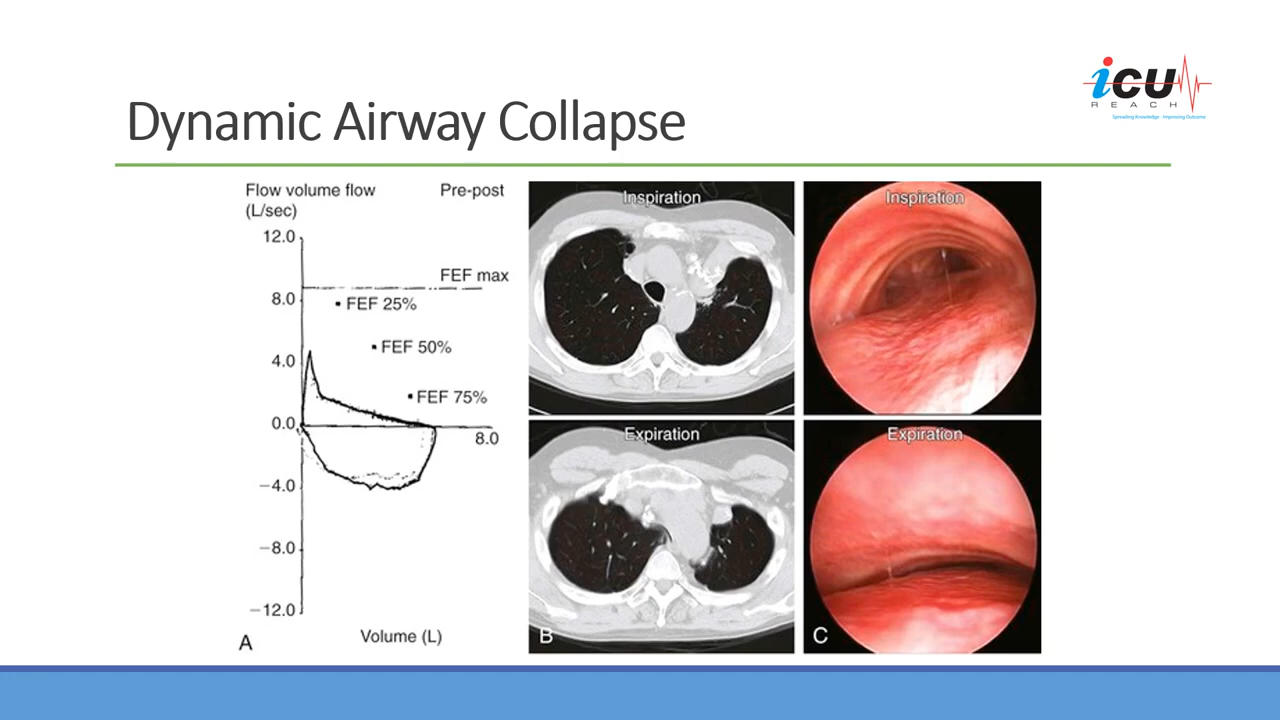 iCU
REACH
Spreading Knowledge - Improving Outcome
Dynamic Airway Collapse
Flow volume flow
(L/sec)
Pre-post
12.0
FEF max
8.0
FEF 25%
FEF 50%
4.0
FEF 75%
0.0
8.0
−4.0
−8.0
−12.0
Volume (L)
A
Inspiration
Expiration
B
Inspiration
Expiration
C